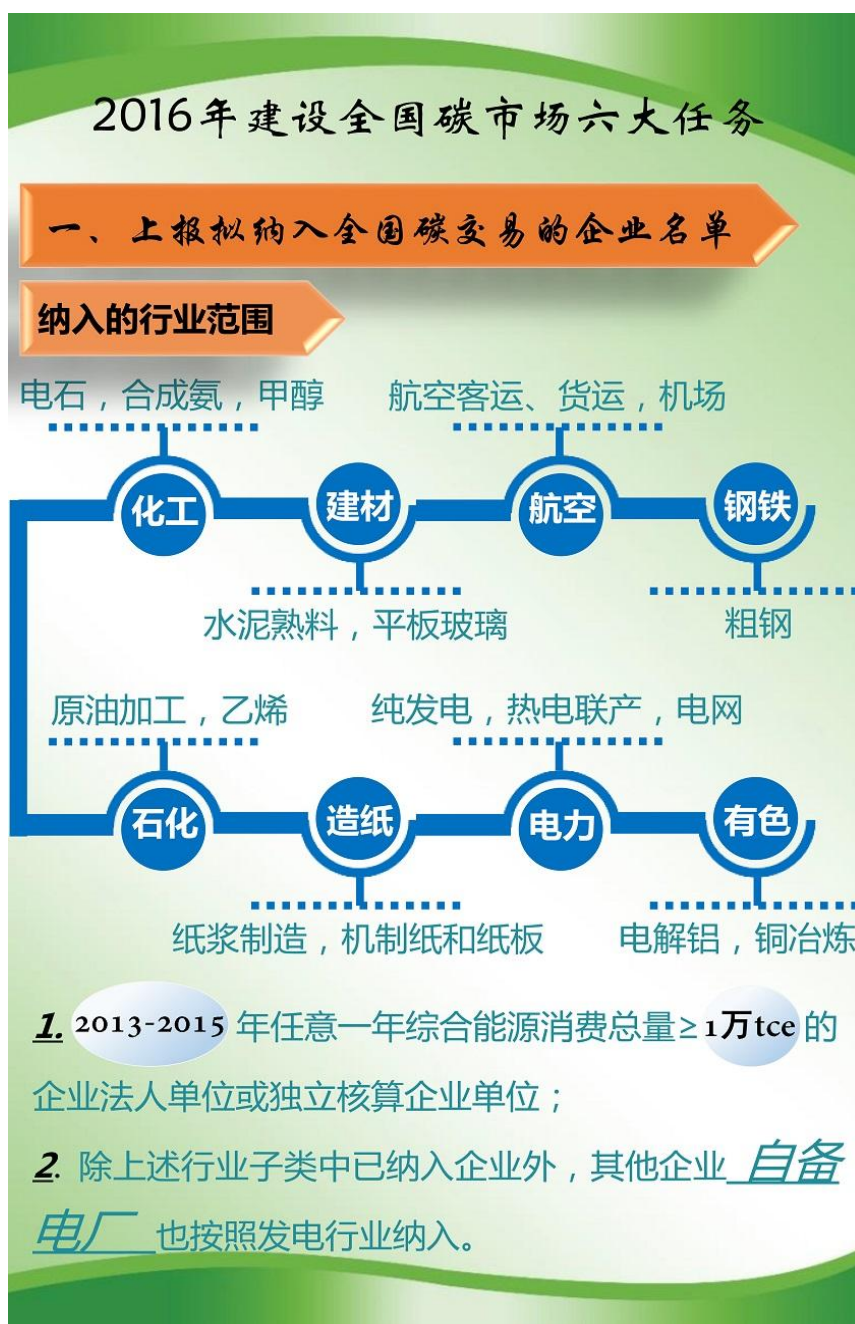 2016年建设全国碳市场六大任务
一、上报拟纳入全国碳交易的企业名单
纳入的行业范围
电石，合成氨，甲醇
航空客运、货运，机场
化工
建材
航空
钢铁
水泥熟料，平板玻璃
粗钢
原油加工，乙烯
纯发电，热电联产，电网
石化
造纸
电力
有色
纸浆制造，机制纸和纸板
电解铝，铜冶炼
1. 2013-2015 年任意一年综合能源消费总量≥1万tce的
企业法人单位或独立核算企业单位；
2. 除上述行业子类中已纳入企业外，其他企业 自备
电厂 也按照发电行业纳入。